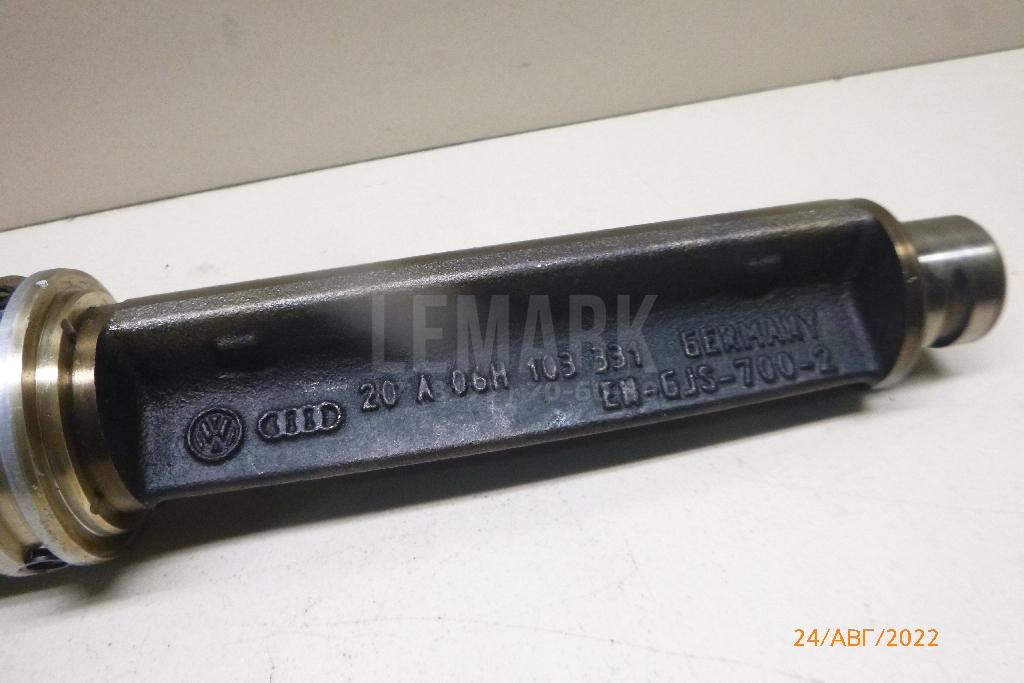 LEMARK
20 A 06H 103 331 GERMANY
EN-GJS-700-2
24/АВГ/2022